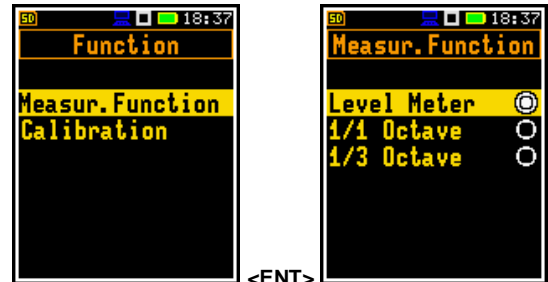 SD 18:37
Function
Measur.Function
Calibration
<ENT>
SD 18:37
Measur.Function
Level Meter
1/1 Octave
1/3 Octave